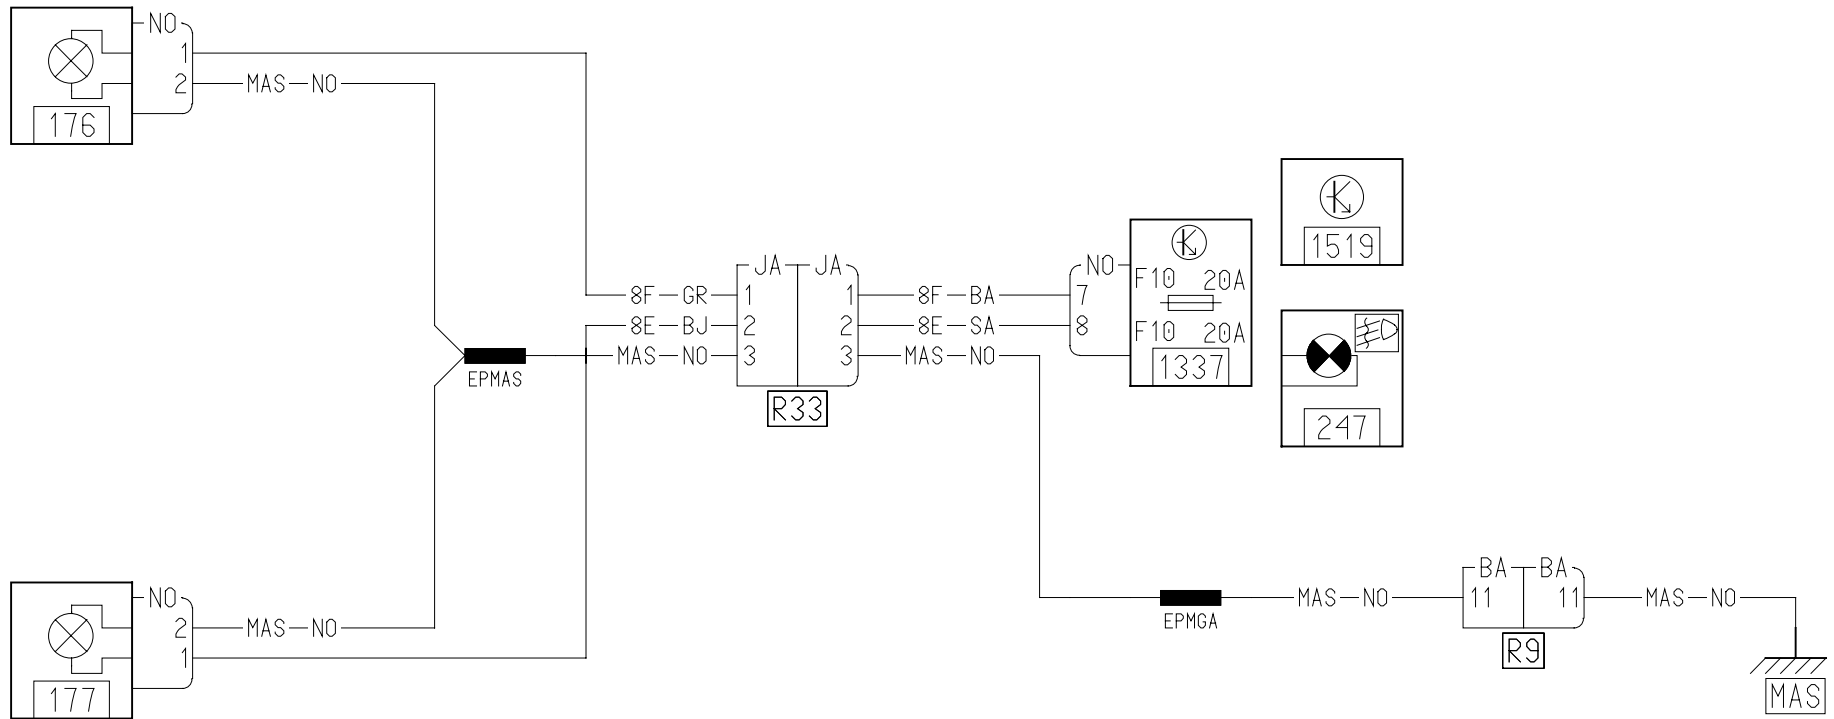 NO
1
2
MAS NO
176
1519
JA JA NO
F10 20A
8F GR 1 1 8F BA 7
8E BJ 2 2 8E SA 8
F10 20A
MAS NO 3 3 MAS NO
1337
EPMAS
R33
247
BA BA
NO
MAS NO 11 11 MAS NO
EPMGA
2
MAS NO
1
R9
177
MAS